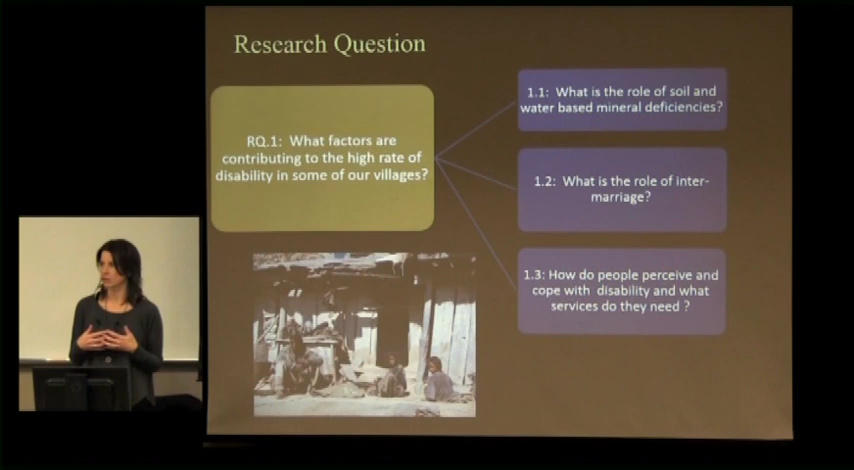 Research Question
RQ.1: What factors are
contributing to the high rate of
disability in some of our villages?
1.1: What is the role of soil and
water based mineral deficiencies?
1.2: What is the role of inter-
marriage?
1.3: How do people perceive and
cope with disability and what
services do they need ?